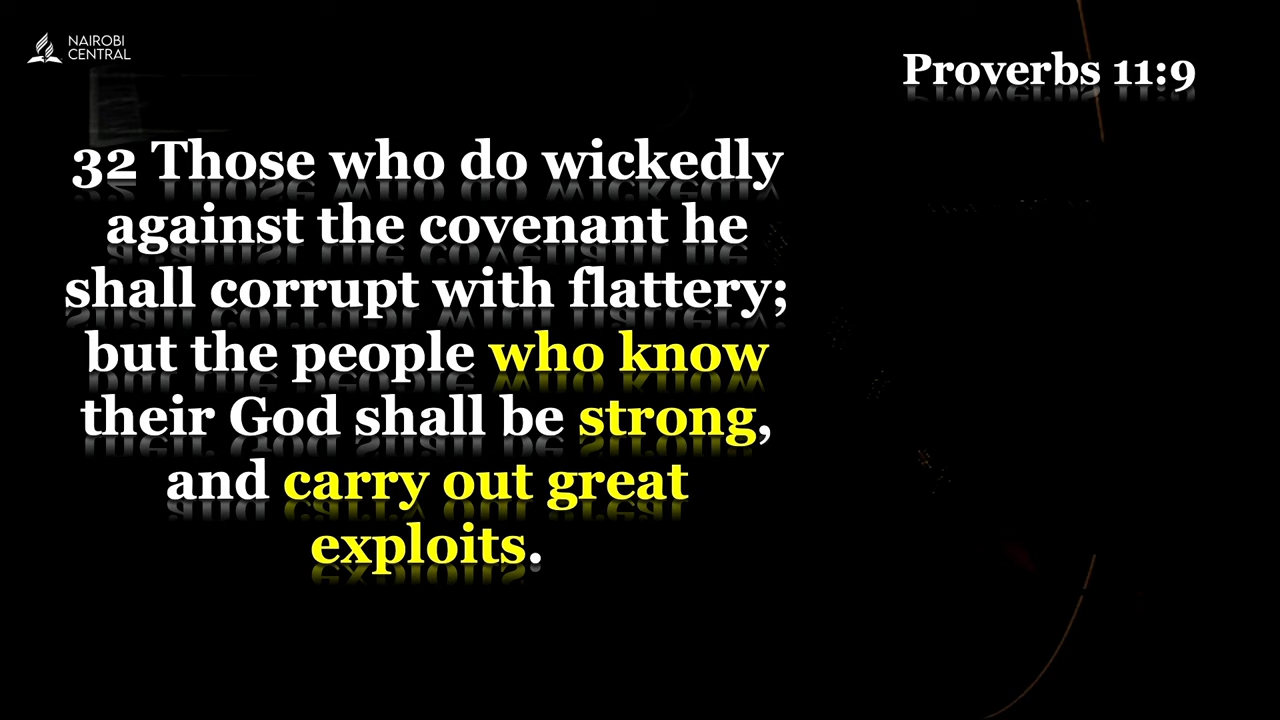 NAIROBI
CENTRAL
Proverbs 11:9
32 Those who do wickedly
against the covenant he
shall corrupt with flattery;
but the people who know
their God shall be strong,
and carry out great
exploits.